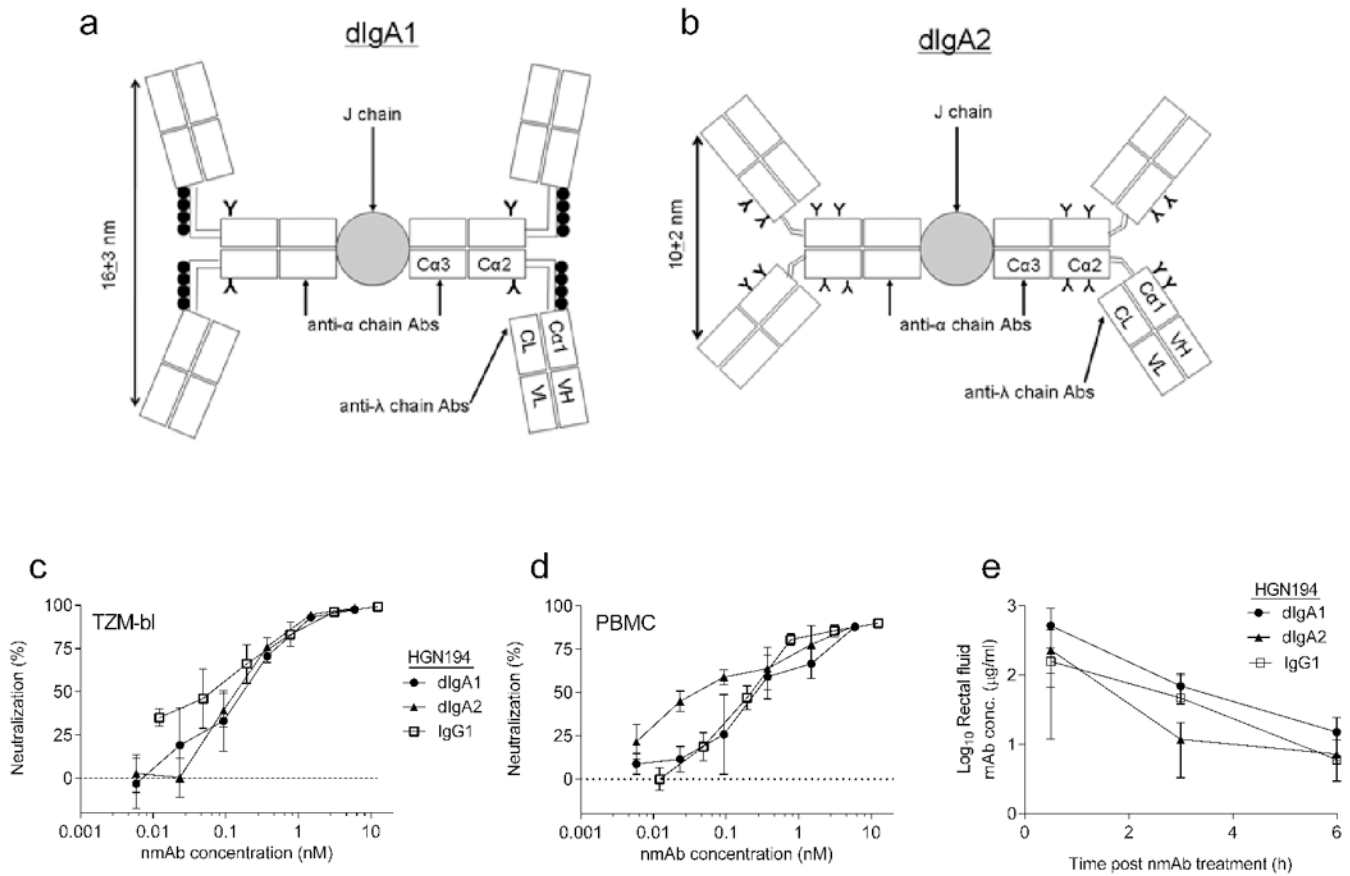 a
dIgA1
J chain
16±3 nm
Cα3
Cα2
anti-α chain Abs
CL
Cα1
VL
VH
anti-λ chain Abs
b
dIgA2
J chain
10±2 nm
Cα3
Cα2
anti-α chain Abs
Cα1
CL
VH
VL
anti-λ chain Abs
c
TZM-bl
Neutralization (%)
100
75
50
25
0
0.001
0.01
0.1
1
10
nmAb concentration (nM)
HGN194
dIgA1
dIgA2
IgG1
d
PBMC
Neutralization (%)
100
75
50
25
0
0.001
0.01
0.1
1
10
nmAb concentration (nM)
e
HGN194
dIgA1
dIgA2
IgG1
Log10 Rectal fluid
mAb conc. (μg/ml)
3
2
1
0
0
2
4
6
Time post nmAb treatment (h)